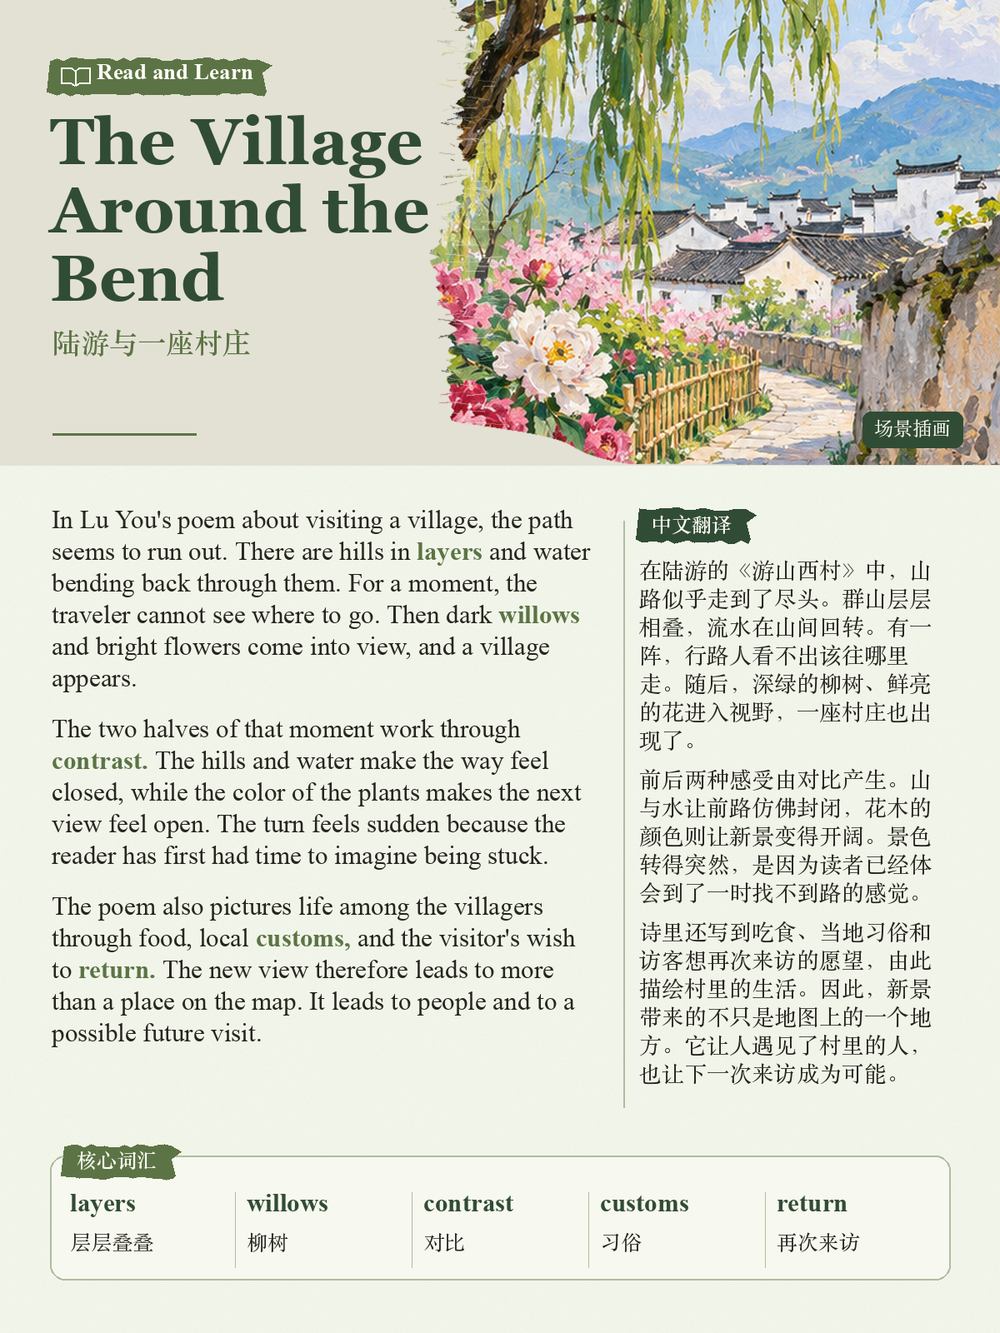 Read and Learn
The Village
Around the
Bend
陆游与一座村庄
场景插画
In Lu You's poem about visiting a village, the path
seems to run out. There are hills in layers and water
bending back through them. For a moment, the
traveler cannot see where to go. Then dark willows
and bright flowers come into view, and a village
appears.
The two halves of that moment work through
contrast. The hills and water make the way feel
closed, while the color of the plants makes the next
view feel open. The turn feels sudden because the
reader has first had time to imagine being stuck.
The poem also pictures life among the villagers
through food, local customs, and the visitor's wish
to return. The new view therefore leads to more
than a place on the map. It leads to people and to a
possible future visit.
中文翻译
在陆游的《游山西村》中，山
路似乎走到了尽头。群山层层
相叠，流水在山间回转。有一
阵，行路人看不出该往哪里
走。随后，深绿的柳树、鲜亮
的花进入视野，一座村庄也出
现了。
前后两种感受由对比产生。山
与水让前路仿佛封闭，花木的
颜色则让新景变得开阔。景色
转得突然，是因为读者已经体
会到了一时找不到路的感觉。
诗里还写到吃食、当地习俗和
访客想再次来访的愿望，由此
描绘村里的生活。因此，新景
带来的不只是地图上的一个地
方。它让人遇见了村里的人，
也让下一次来访成为可能。
核心词汇
layers
层层叠叠
willows
柳树
contrast
对比
customs
习俗
return
再次来访